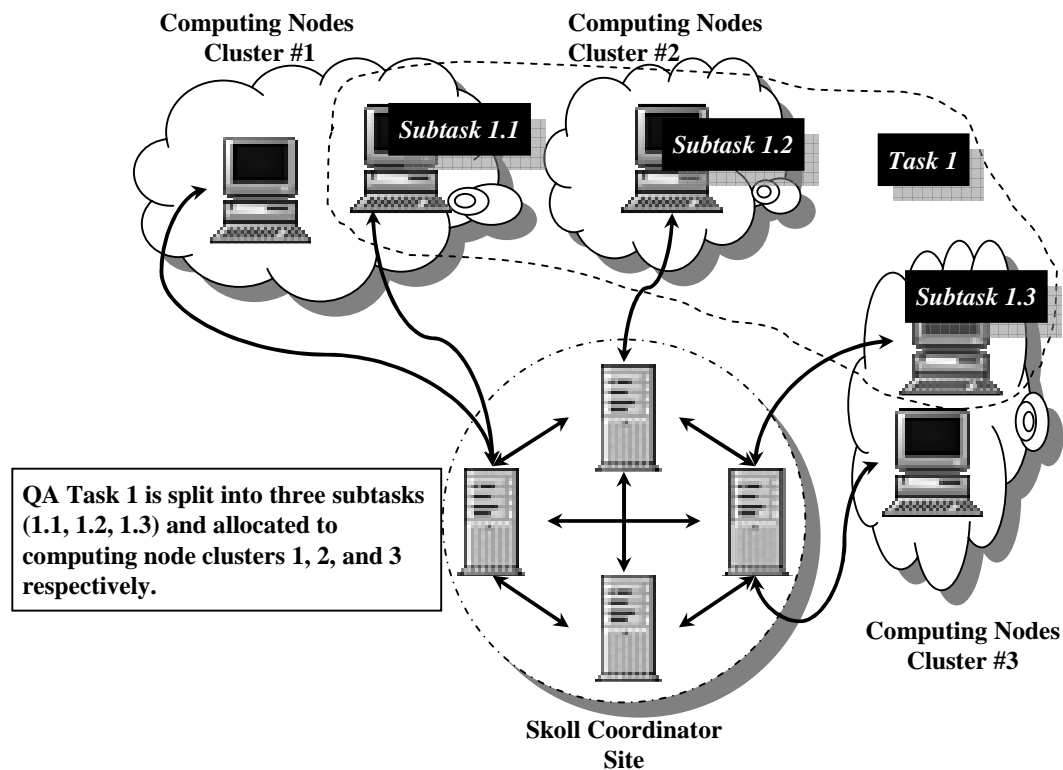 Computing Nodes
Cluster #1
Computing Nodes
Cluster #2
Subtask 1.1
Subtask 1.2
Task 1
Subtask 1.3
QA Task 1 is split into three subtasks
(1.1, 1.2, 1.3) and allocated to
computing node clusters 1, 2, and 3
respectively.
Computing Nodes
Cluster #3
Skoll Coordinator
Site